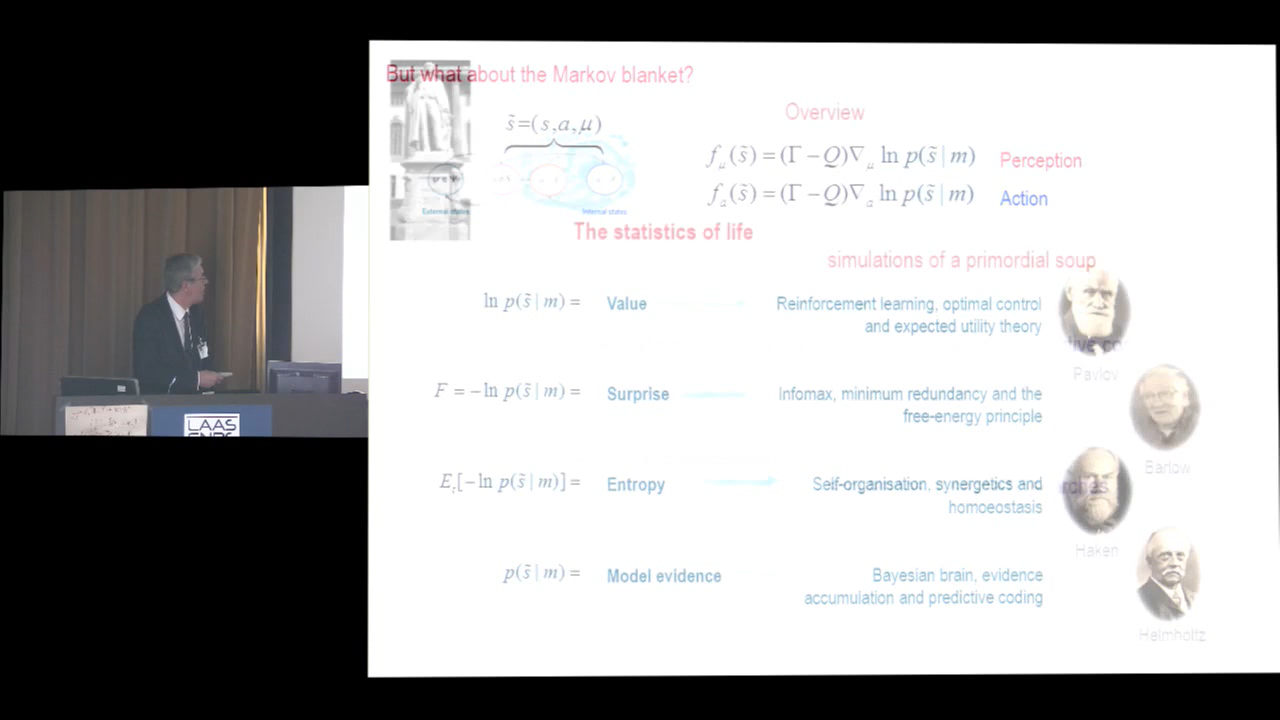 But what about the Markov blanket?
Overview
s̃=(s,a,μ)
f_μ(s̃) = (Γ − Q)∇_μ ln p(s̃ | m) Perception
f_a(s̃) = (Γ − Q)∇_a ln p(s̃ | m) Action
External states
Internal states
The statistics of life
simulations of a primordial soup
ln p(s̃ | m) = Value
Reinforcement learning, optimal control
and expected utility theory
Pavlov
F = −ln p(s̃ | m) = Surprise
Infomax, minimum redundancy and the
free-energy principle
Barlow
E_t[−ln p(s̃ | m)] = Entropy
Self-organisation, synergetics and
homoeostasis
Haken
p(s̃ | m) = Model evidence
Bayesian brain, evidence
accumulation and predictive coding
Helmholtz
LAAS
CNRS